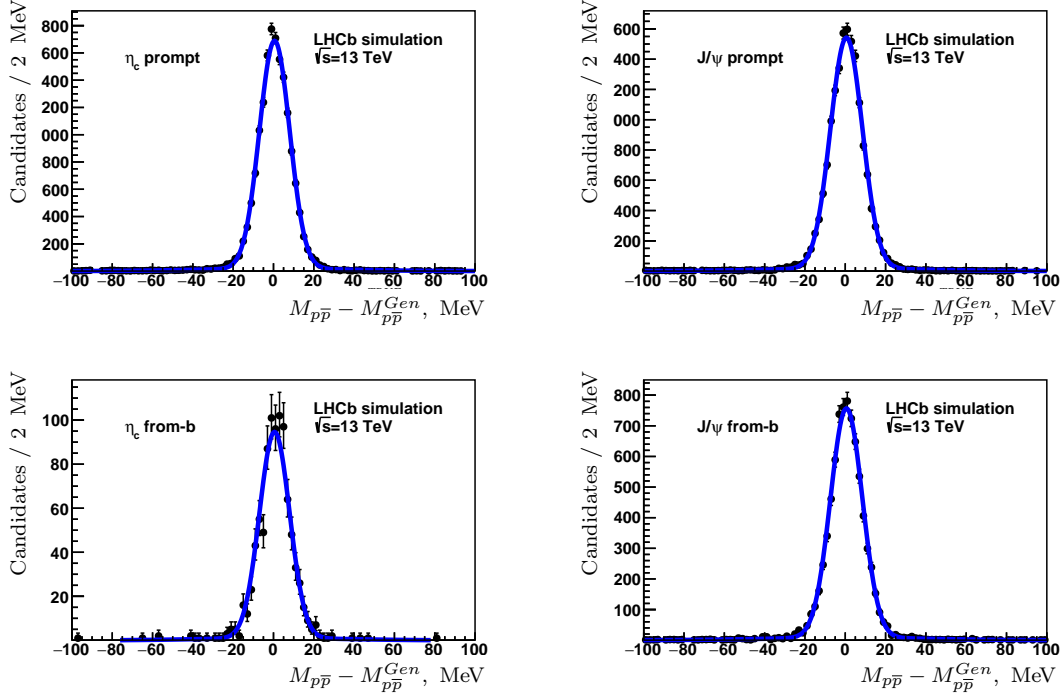 Candidates / 2 MeV
800
600
400
200
000
800
600
400
200
η_c prompt
LHCb simulation
√s=13 TeV
−100 −80 −60 −40 −20 0 20 40 60 80 100
M_{pp̅} − M_{pp̅}^{Gen}, MeV
Candidates / 2 MeV
600
400
200
000
800
600
400
200
J/ψ prompt
LHCb simulation
√s=13 TeV
−100 −80 −60 −40 −20 0 20 40 60 80 100
M_{pp̅} − M_{pp̅}^{Gen}, MeV
Candidates / 2 MeV
100
80
60
40
20
η_c from-b
LHCb simulation
√s=13 TeV
−100 −80 −60 −40 −20 0 20 40 60 80 100
M_{pp̅} − M_{pp̅}^{Gen}, MeV
Candidates / 2 MeV
800
700
600
500
400
300
200
100
J/ψ from-b
LHCb simulation
√s=13 TeV
−100 −80 −60 −40 −20 0 20 40 60 80 100
M_{pp̅} − M_{pp̅}^{Gen}, MeV